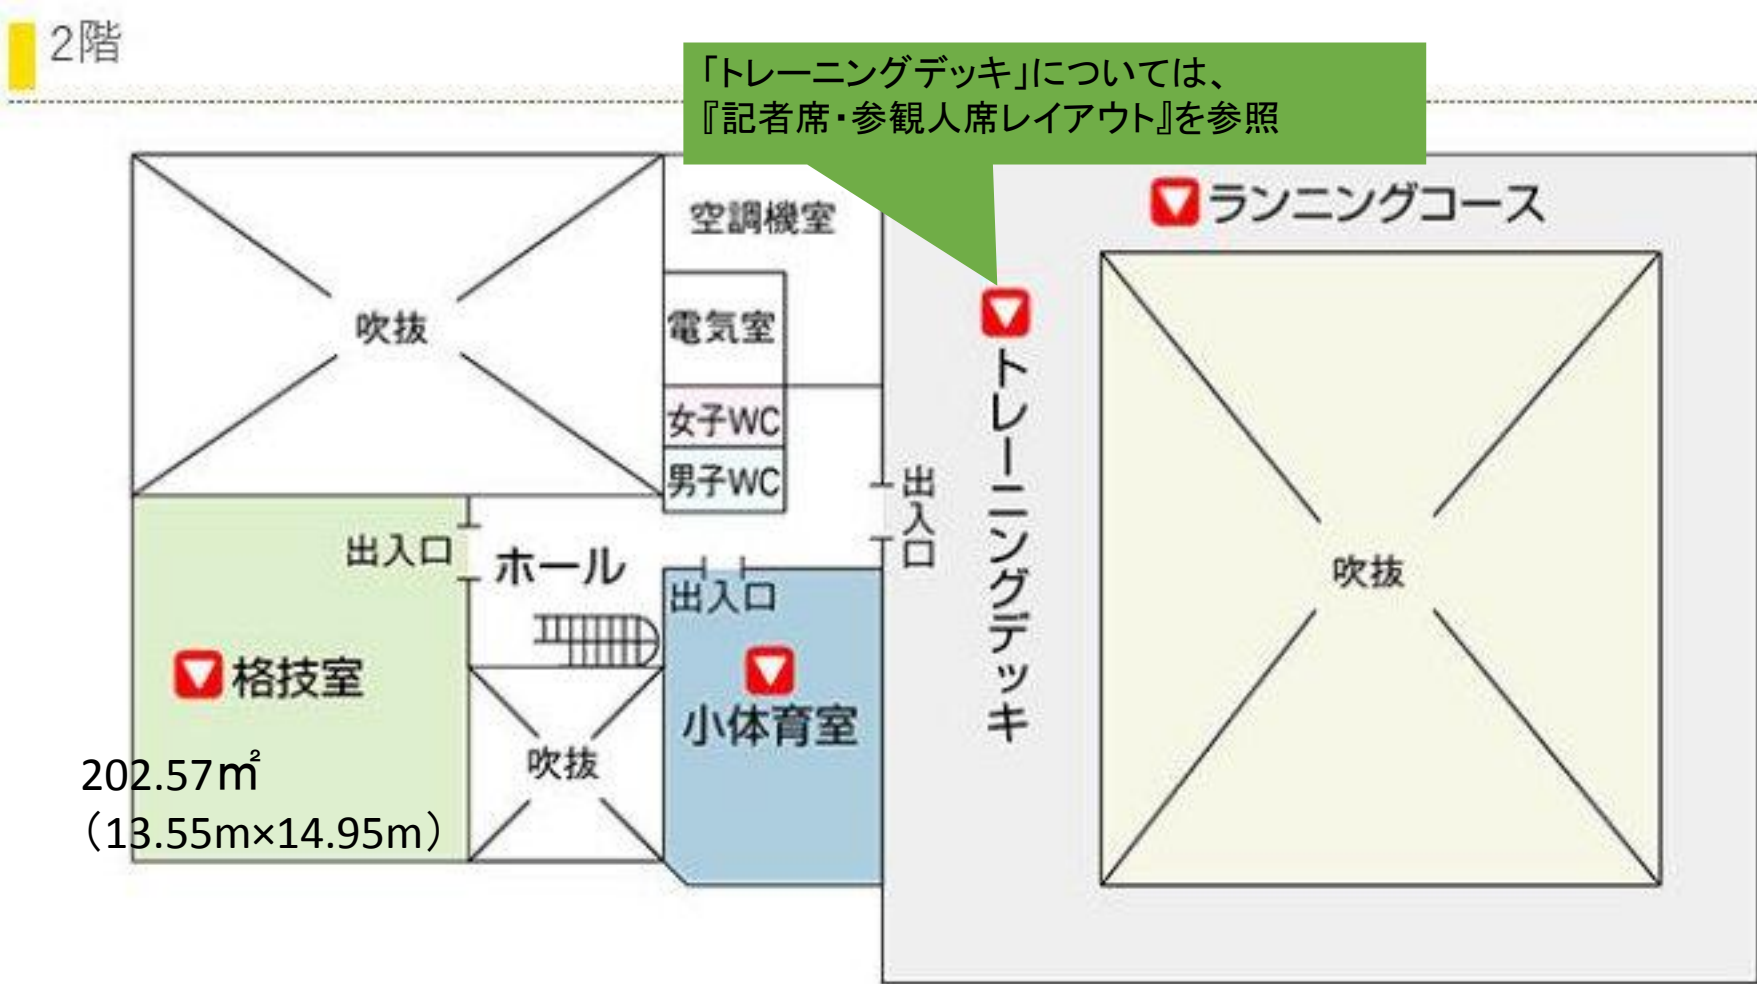 2階
「トレーニングデッキ」については、
『記者席・参観人席レイアウト』を参照
空調機室
ランニングコース
吹抜
電気室
女子WC
男子WC
トレーニングデッキ
出入口
出入口
ホール
出入口
吹抜
格技室
小体育室
吹抜
202.57㎡
（13.55m×14.95m）